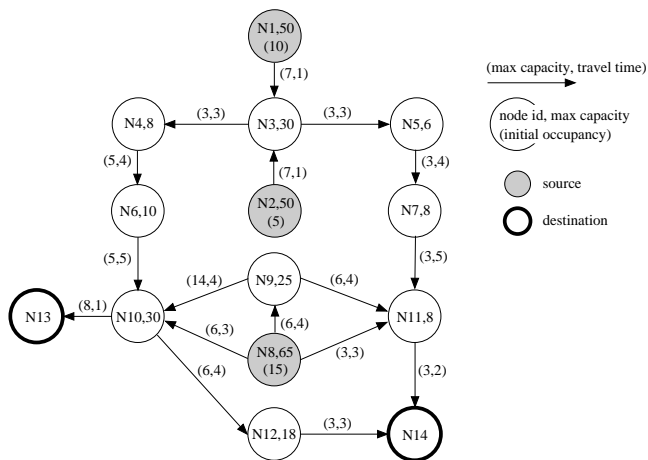 N1,50
(10)
(7,1)
(max capacity, travel time)
N4,8
(3,3)
N3,30
(3,3)
N5,6
node id, max capacity
(initial occupancy)
(5,4)
(7,1)
(3,4)
source
N6,10
N2,50
(5)
N7,8
destination
(5,5)
(3,5)
(14,4)
N9,25
(6,4)
N13
(8,1)
N10,30
(6,3)
(6,4)
N11,8
N8,65
(15)
(3,3)
(6,4)
(3,2)
N12,18
(3,3)
N14